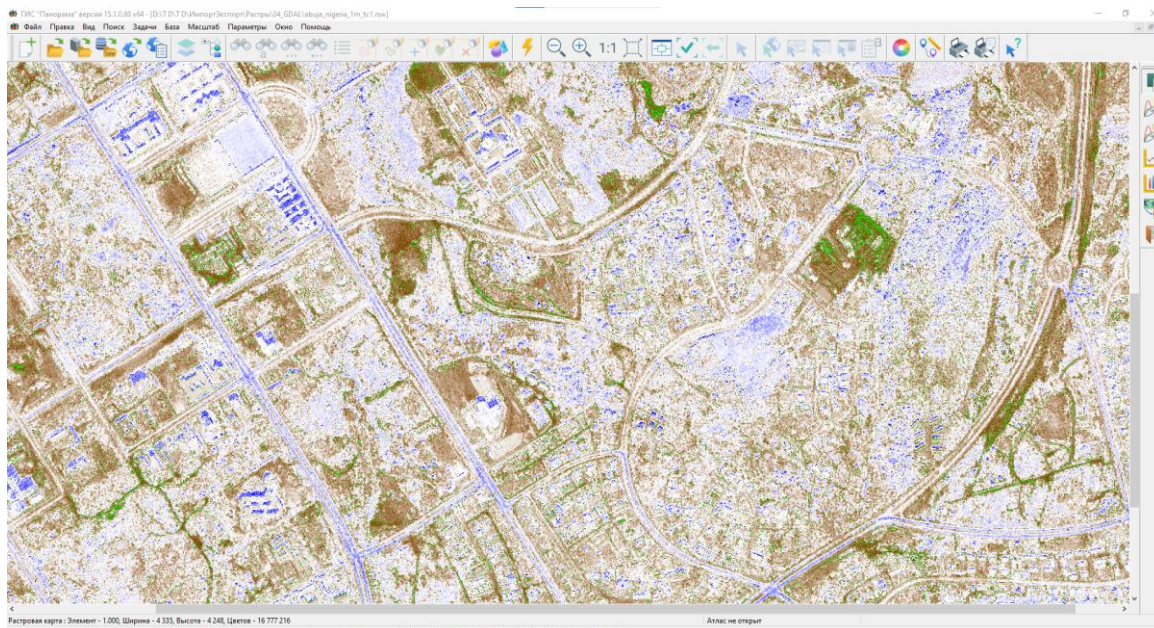 ГИС "Панорама" версия 15.1.0.80 x64 - [D:\T D\T D\ИмпортЭкспорт\Растры\04_GDAL\abuja_nigeria_1m_tc1.rsw]
Файл Правка Вид Поиск Задачи База Масштаб Параметры Окно Помощь
1:1
Растровая карта : Элемент - 1.000, Ширина - 4 335, Высота - 4 248, Цветов - 16 777 216 Атлас не открыт